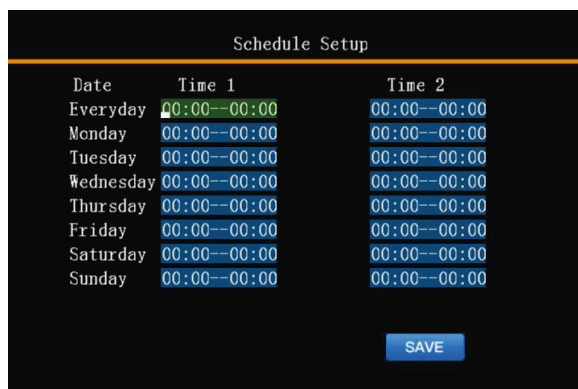 Schedule Setup
Date Time 1 Time 2
Everyday 00:00--00:00 00:00--00:00
Monday 00:00--00:00 00:00--00:00
Tuesday 00:00--00:00 00:00--00:00
Wednesday 00:00--00:00 00:00--00:00
Thursday 00:00--00:00 00:00--00:00
Friday 00:00--00:00 00:00--00:00
Saturday 00:00--00:00 00:00--00:00
Sunday 00:00--00:00 00:00--00:00
SAVE